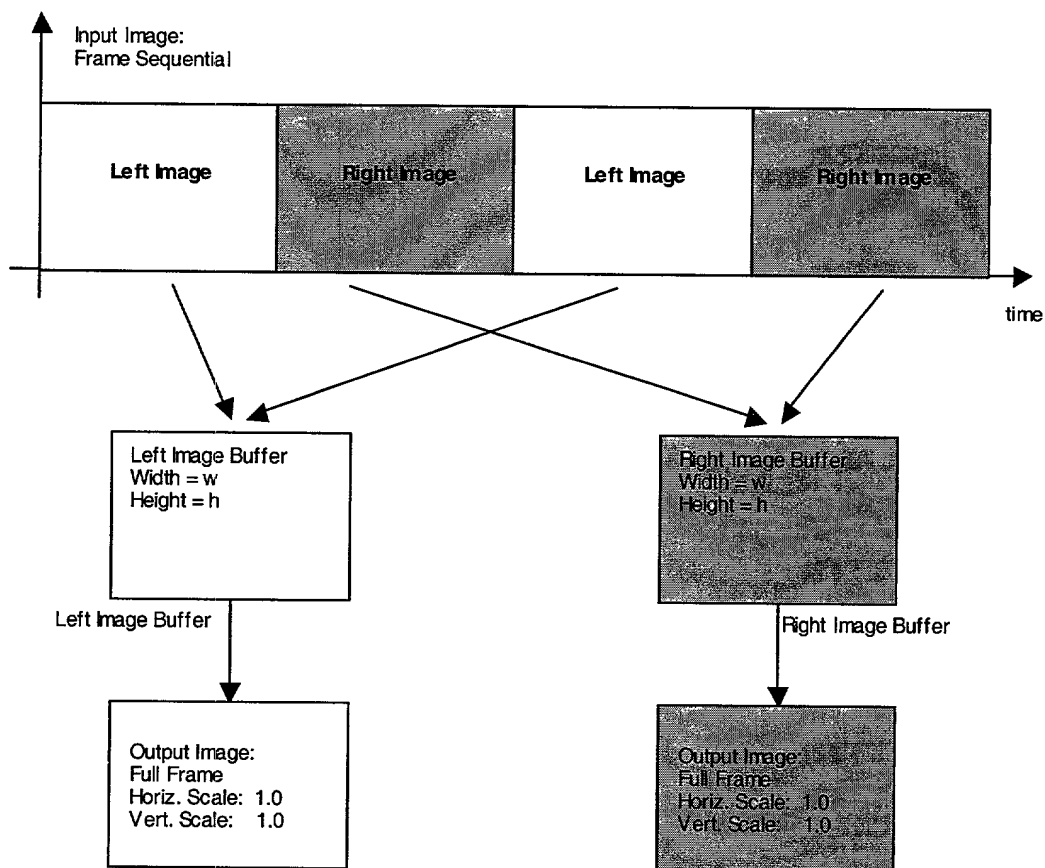 Input Image:
Frame Sequential
Left Image
Right Image
Left Image
Right Image
time
Left Image Buffer
Width = w
Height = h
Right Image Buffer
Width = w
Height = h
Left Image Buffer
Right Image Buffer
Output Image:
Full Frame
Horiz. Scale: 1.0
Vert. Scale: 1.0
Output Image:
Full Frame
Horiz. Scale: 1.0
Vert. Scale: 1.0